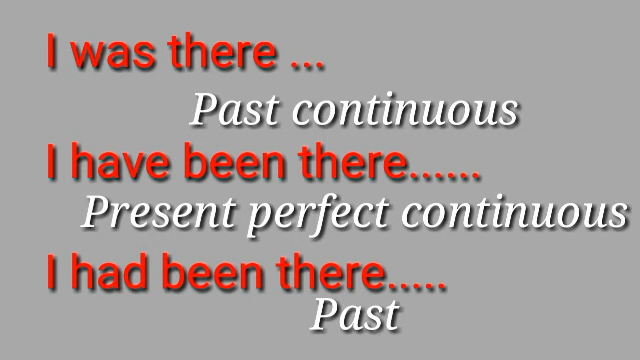 I was there ...
Past continuous
I have been there......
Present perfect continuous
I had been there.....
Past